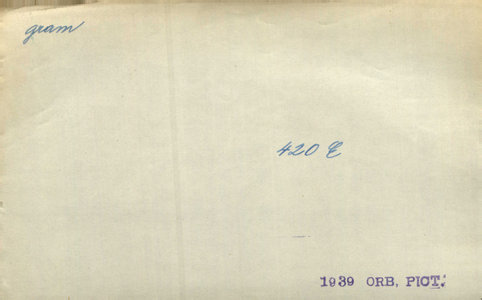 gram
420 E
1939 ORB, PICT.